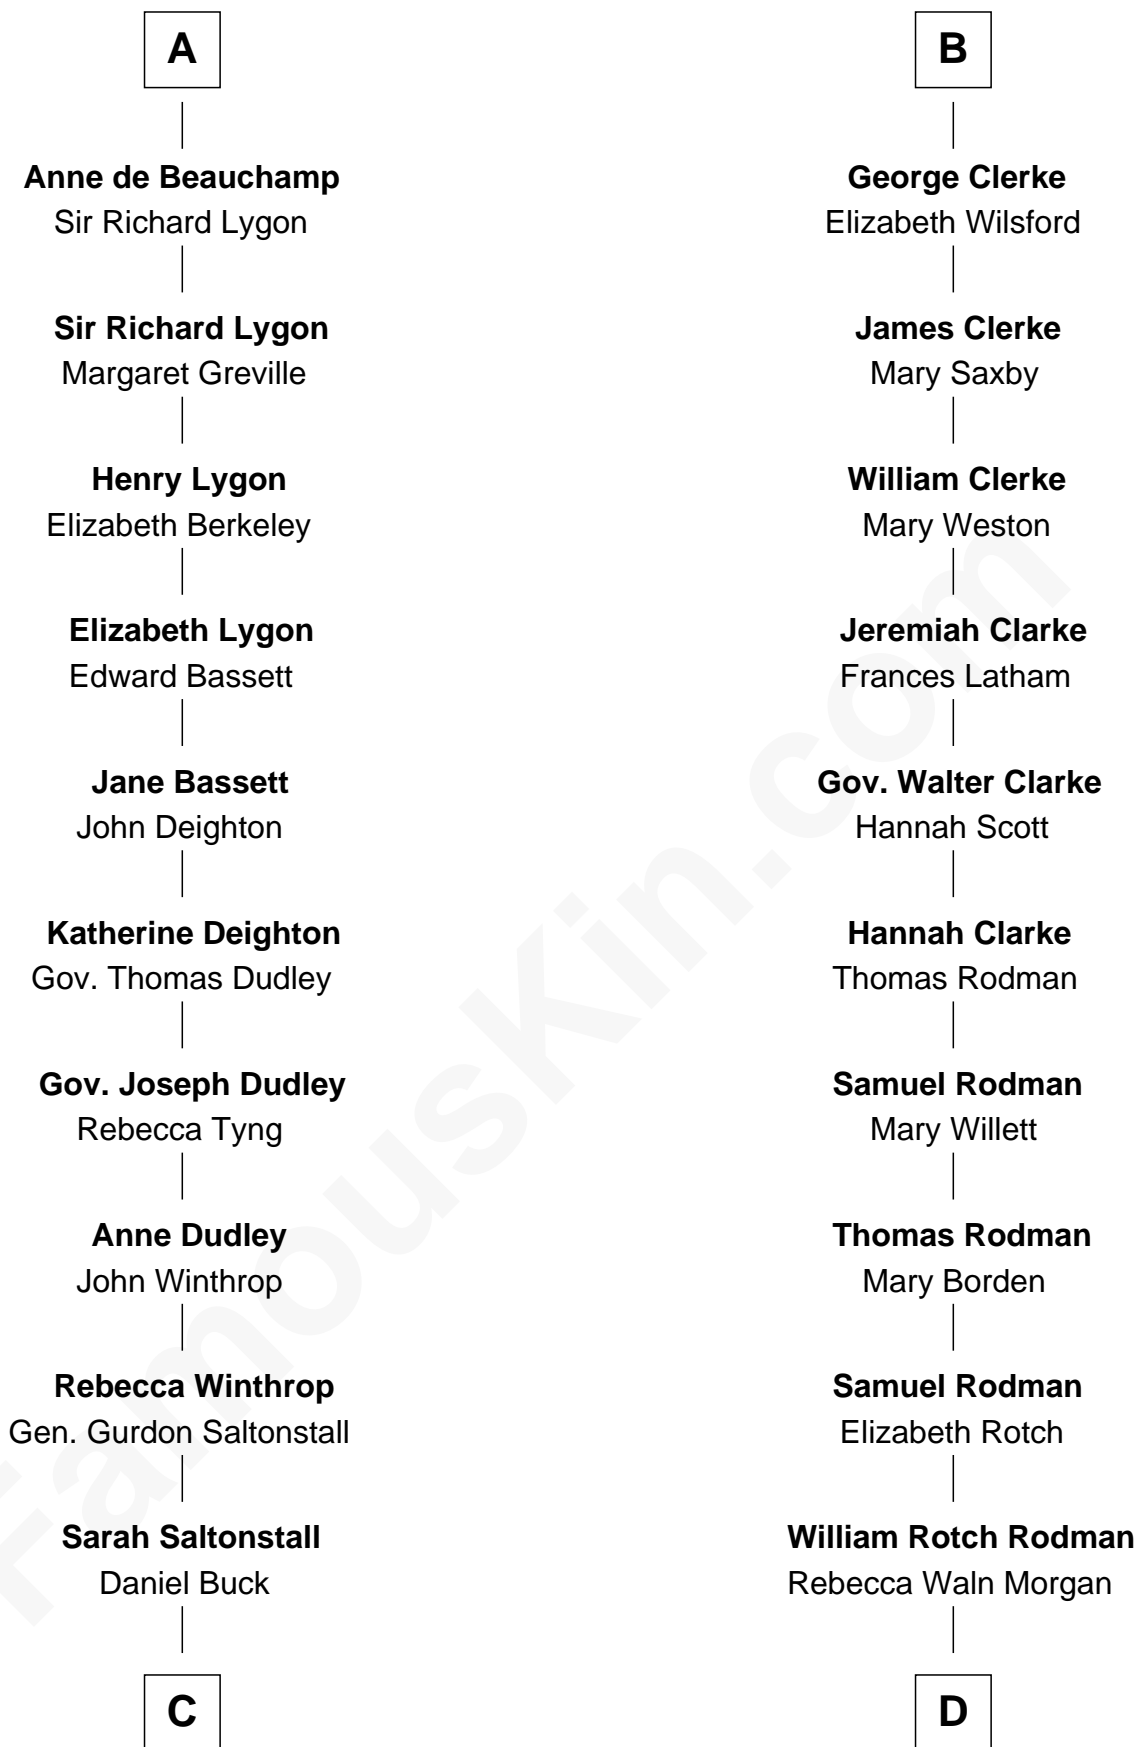 A
Anne de Beauchamp
Sir Richard Lygon
Sir Richard Lygon
Margaret Greville
Henry Lygon
Elizabeth Berkeley
Elizabeth Lygon
Edward Bassett
Jane Bassett
John Deighton
Katherine Deighton
Gov. Thomas Dudley
Gov. Joseph Dudley
Rebecca Tyng
Anne Dudley
John Winthrop
Rebecca Winthrop
Gen. Gurdon Saltonstall
Sarah Saltonstall
Daniel Buck
C
B
George Clerke
Elizabeth Wilsford
James Clerke
Mary Saxby
William Clerke
Mary Weston
Jeremiah Clarke
Frances Latham
Gov. Walter Clarke
Hannah Scott
Hannah Clarke
Thomas Rodman
Samuel Rodman
Mary Willett
Thomas Rodman
Mary Borden
Samuel Rodman
Elizabeth Rotch
William Rotch Rodman
Rebecca Waln Morgan
D
FamousKin.com